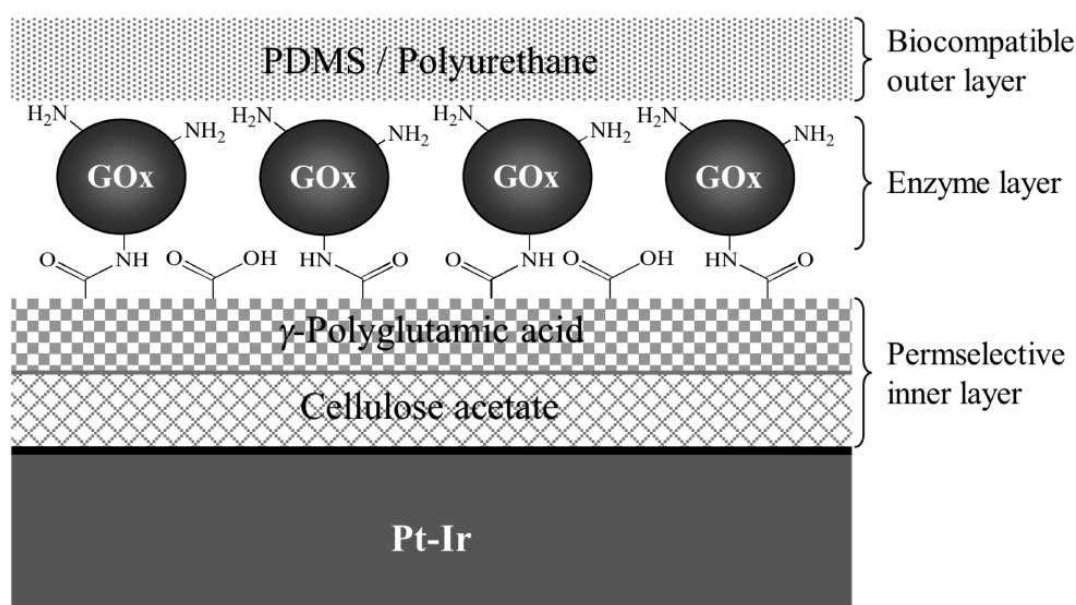 PDMS / Polyurethane
Biocompatible
outer layer
H₂N
NH₂
H₂N
NH₂
H₂N
NH₂
H₂N
NH₂
GOx
GOx
GOx
GOx
Enzyme layer
O
NH
O
OH
HN
O
O
NH
O
OH
HN
O
γ-Polyglutamic acid
Permselective
inner layer
Cellulose acetate
Pt-Ir